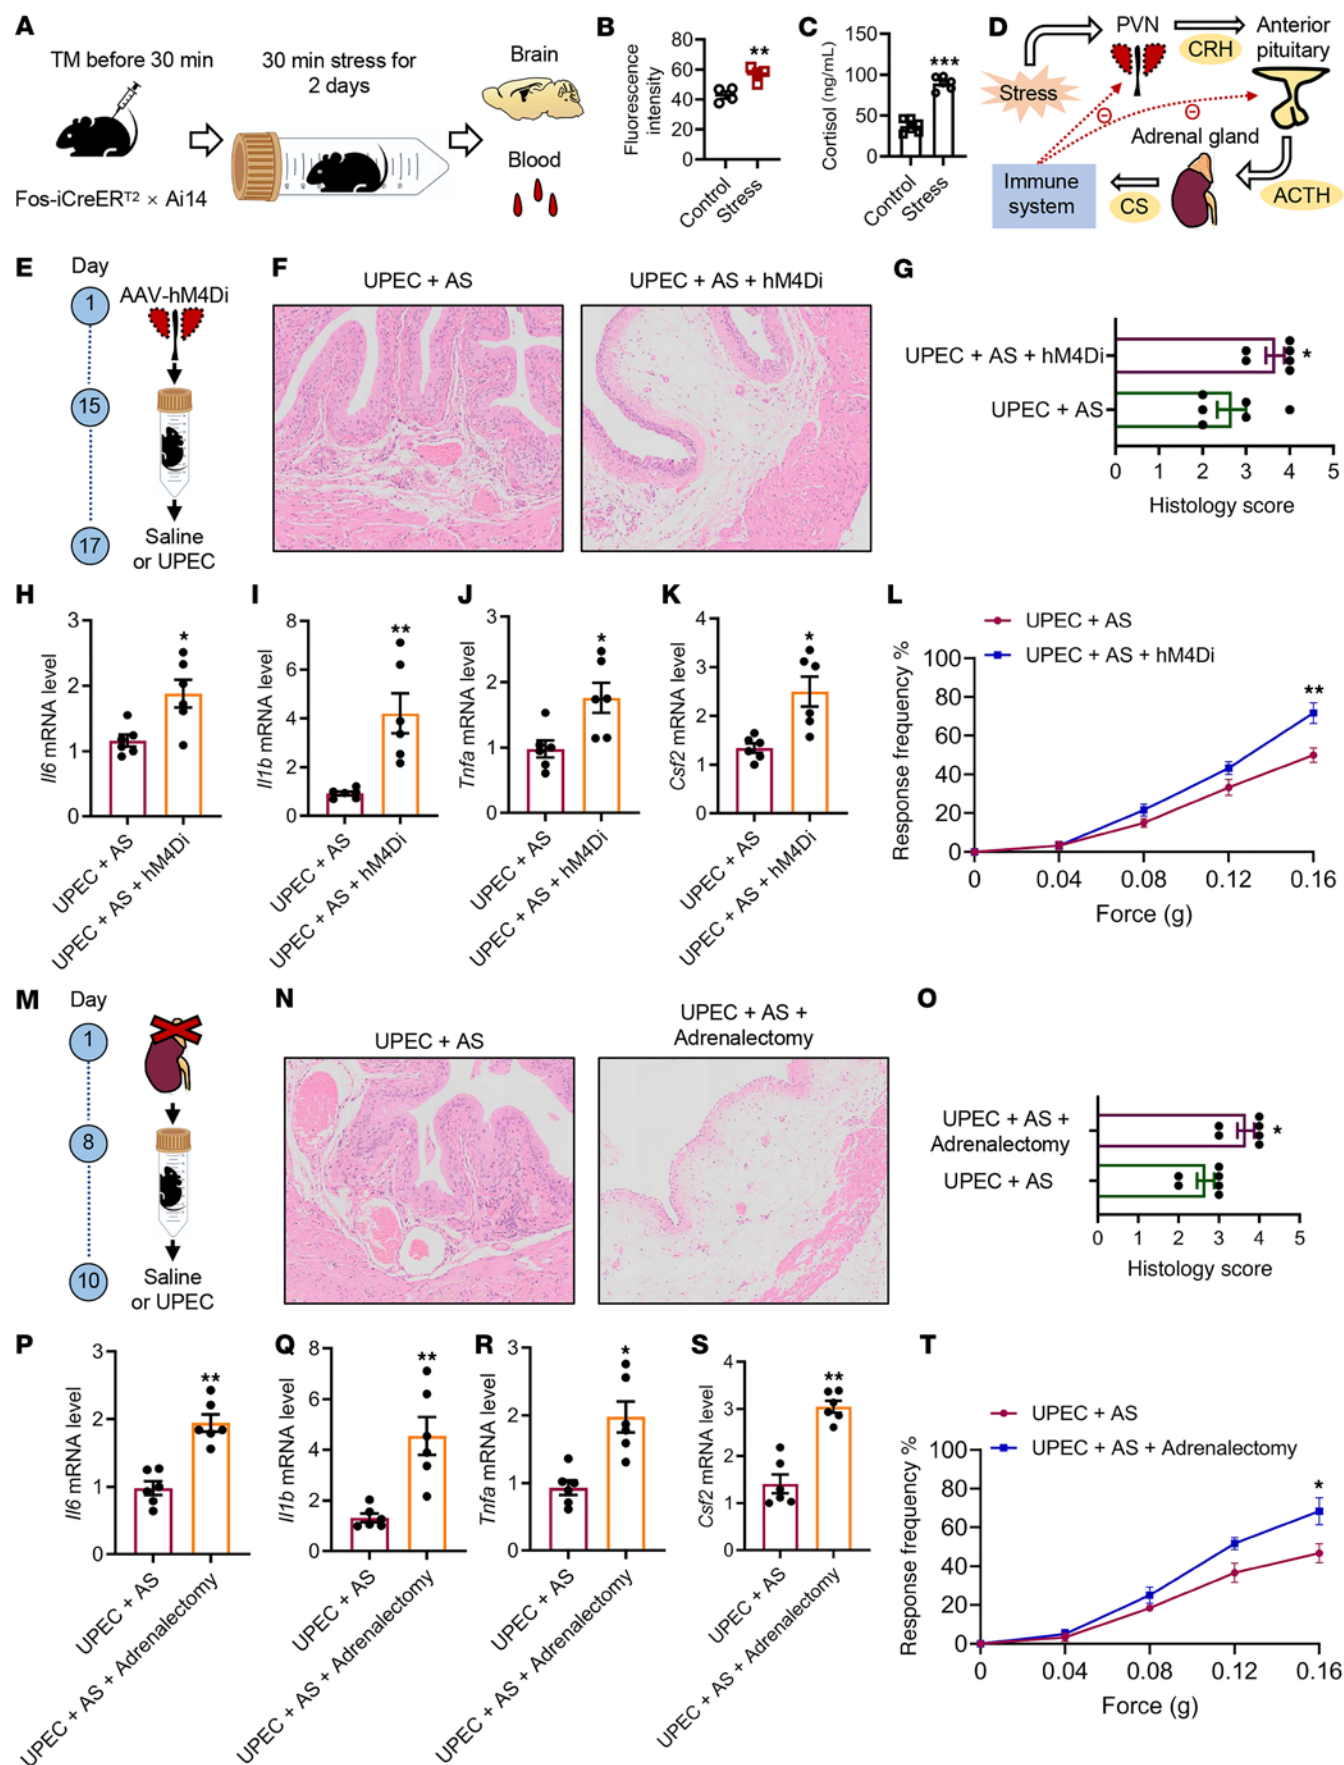 A
TM before 30 min
Fos-iCreERT2 × Ai14
30 min stress for
2 days
Brain
Blood
B
Fluorescence
intensity
80
60
40
20
0
**
Control
Stress
C
Cortisol (ng/mL)
150
100
50
0
***
Control
Stress
D
Stress
PVN
CRH
Anterior
pituitary
Adrenal gland
ACTH
CS
Immune
system
E
Day
1
15
17
AAV-hM4Di
Saline
or UPEC
F
UPEC + AS
UPEC + AS + hM4Di
G
UPEC + AS + hM4Di
UPEC + AS
*
0 1 2 3 4 5
Histology score
H
Il6 mRNA level
3
2
1
0
*
UPEC + AS
UPEC + AS + hM4Di
I
Il1b mRNA level
8
6
4
2
0
**
UPEC + AS
UPEC + AS + hM4Di
J
Tnfa mRNA level
3
2
1
0
*
UPEC + AS
UPEC + AS + hM4Di
K
Csf2 mRNA level
4
3
2
1
0
*
UPEC + AS
UPEC + AS + hM4Di
L
UPEC + AS
UPEC + AS + hM4Di
Response frequency %
100
80
60
40
20
0
**
0 0.04 0.08 0.12 0.16
Force (g)
M
Day
1
8
10
Saline
or UPEC
N
UPEC + AS
UPEC + AS +
Adrenalectomy
O
UPEC + AS +
Adrenalectomy
UPEC + AS
*
0 1 2 3 4 5
Histology score
P
Il6 mRNA level
3
2
1
0
**
UPEC + AS
UPEC + AS + Adrenalectomy
Q
Il1b mRNA level
8
6
4
2
0
**
UPEC + AS
UPEC + AS + Adrenalectomy
R
Tnfa mRNA level
3
2
1
0
*
UPEC + AS
UPEC + AS + Adrenalectomy
S
Csf2 mRNA level
4
3
2
1
0
**
UPEC + AS
UPEC + AS + Adrenalectomy
T
UPEC + AS
UPEC + AS + Adrenalectomy
Response frequency %
100
80
60
40
20
0
*
0 0.04 0.08 0.12 0.16
Force (g)